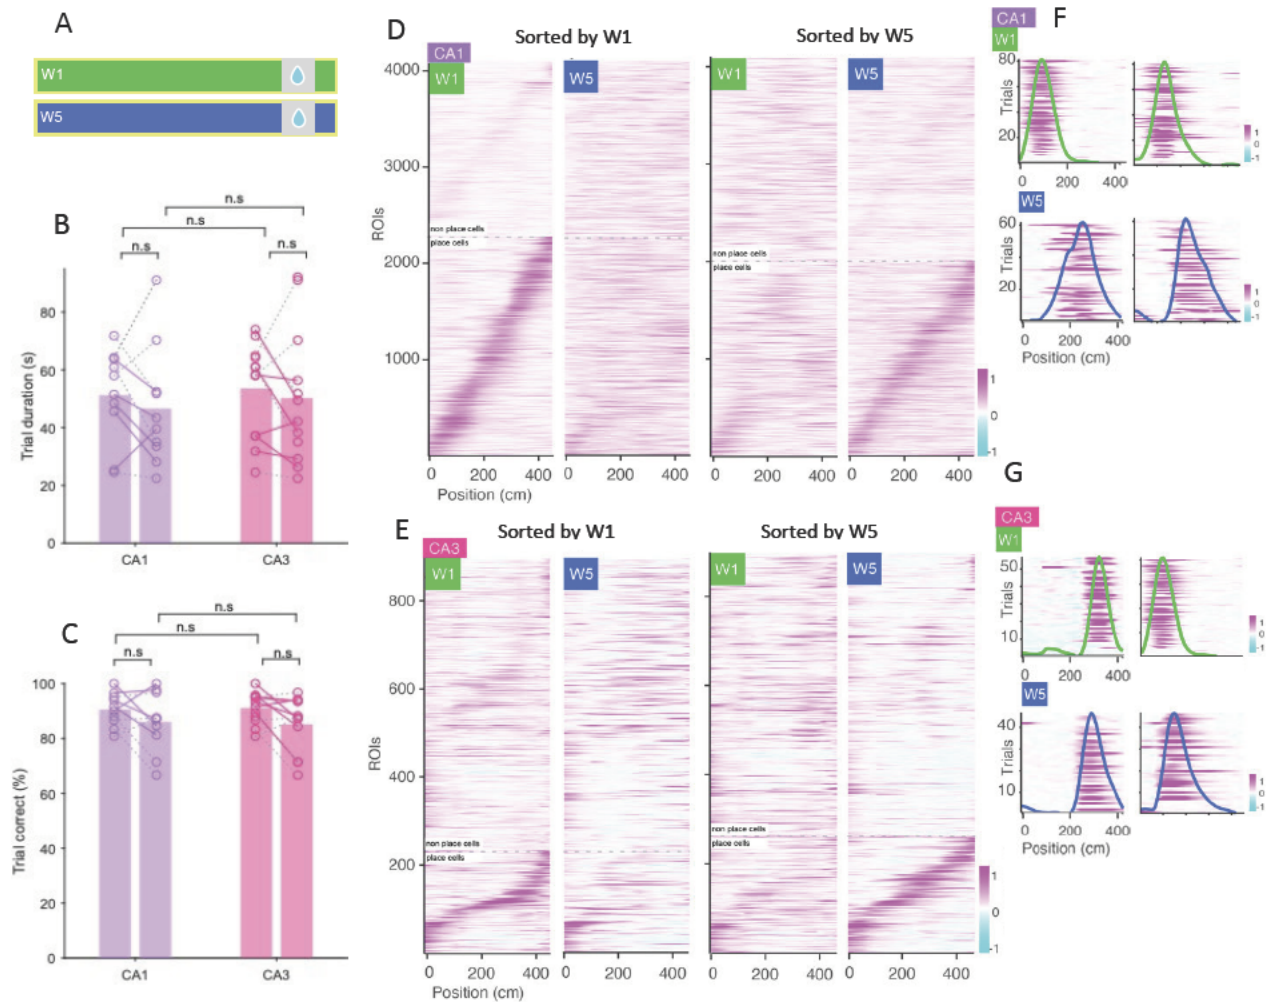 A
W1
W5
B
n.s
n.s
n.s
n.s
Trial duration (s)
80
60
40
20
0
CA1
CA3
C
n.s
n.s
n.s
n.s
Trial correct (%)
100
80
60
40
20
0
CA1
CA3
D
Sorted by W1
Sorted by W5
CA1
W1
W5
W1
W5
ROIs
4000
3000
2000
1000
non place cells
place cells
non place cells
place cells
0 200 400
0 200 400
0 200 400
0 200 400
Position (cm)
1
0
-1
E
Sorted by W1
Sorted by W5
CA3
W1
W5
W1
W5
ROIs
800
600
400
200
non place cells
place cells
non place cells
place cells
0 200 400
0 200 400
0 200 400
0 200 400
Position (cm)
1
0
-1
F
CA1
W1
Trials
80
20
0 200 400
1
0
-1
W5
Trials
60
20
0 200 400
Position (cm)
1
0
-1
G
CA3
W1
Trials
50
10
1
0
-1
W5
Trials
40
10
0 200 400
Position (cm)
1
0
-1